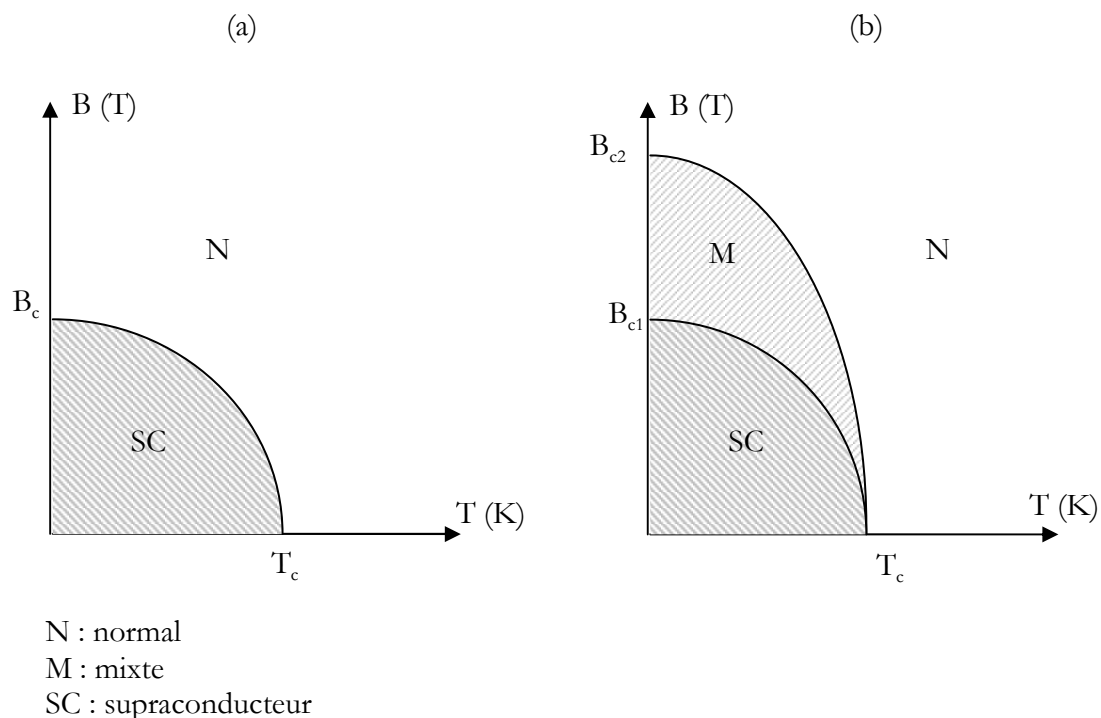 (a)
B (T)
N
B_c
SC
T (K)
T_c
(b)
B (T)
B_c2
M
N
B_c1
SC
T (K)
T_c
N : normal
M : mixte
SC : supraconducteur